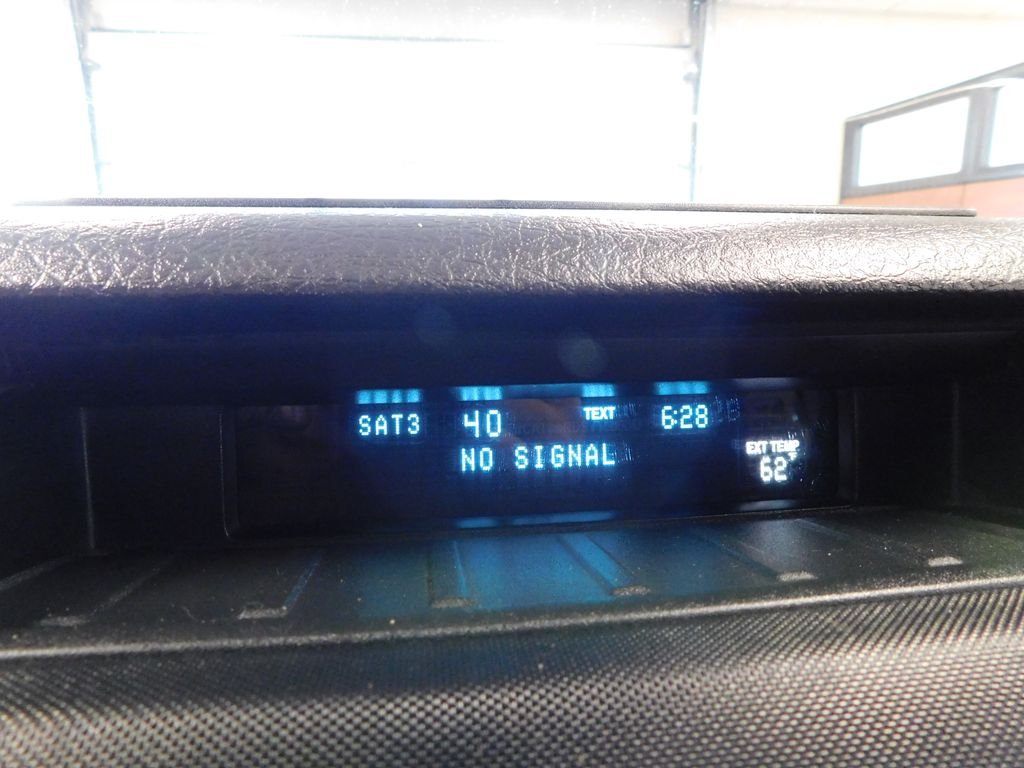 SAT3 40 TEXT 6:28
NO SIGNAL
EXT TEMP
62°